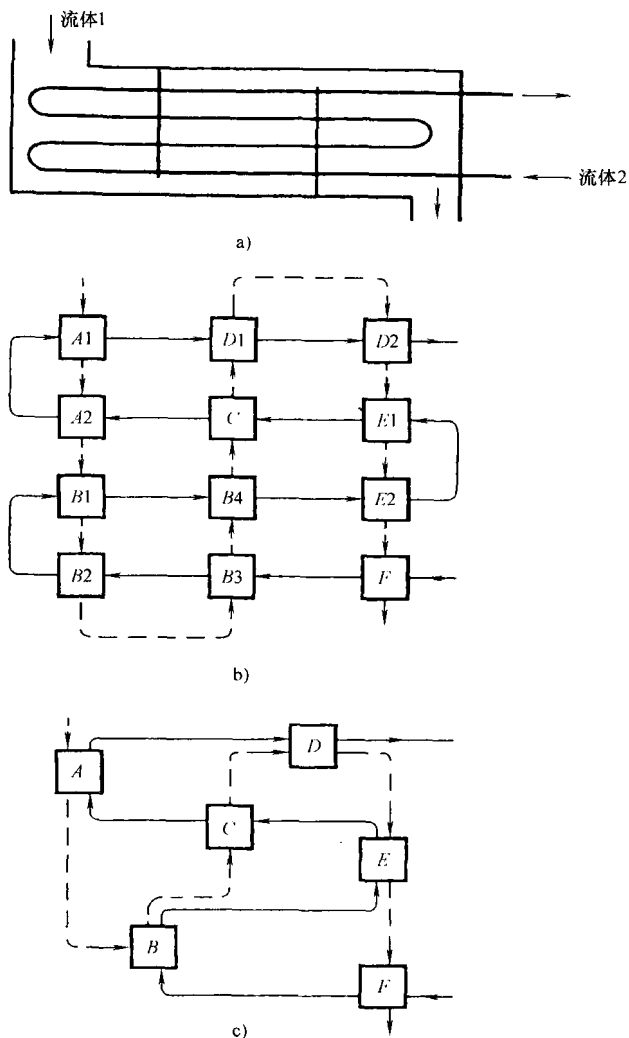 流体1
流体2
a)
A1 D1 D2
A2 C E1
B1 B4 E2
B2 B3 F
b)
D
A
C
E
B
F
c)